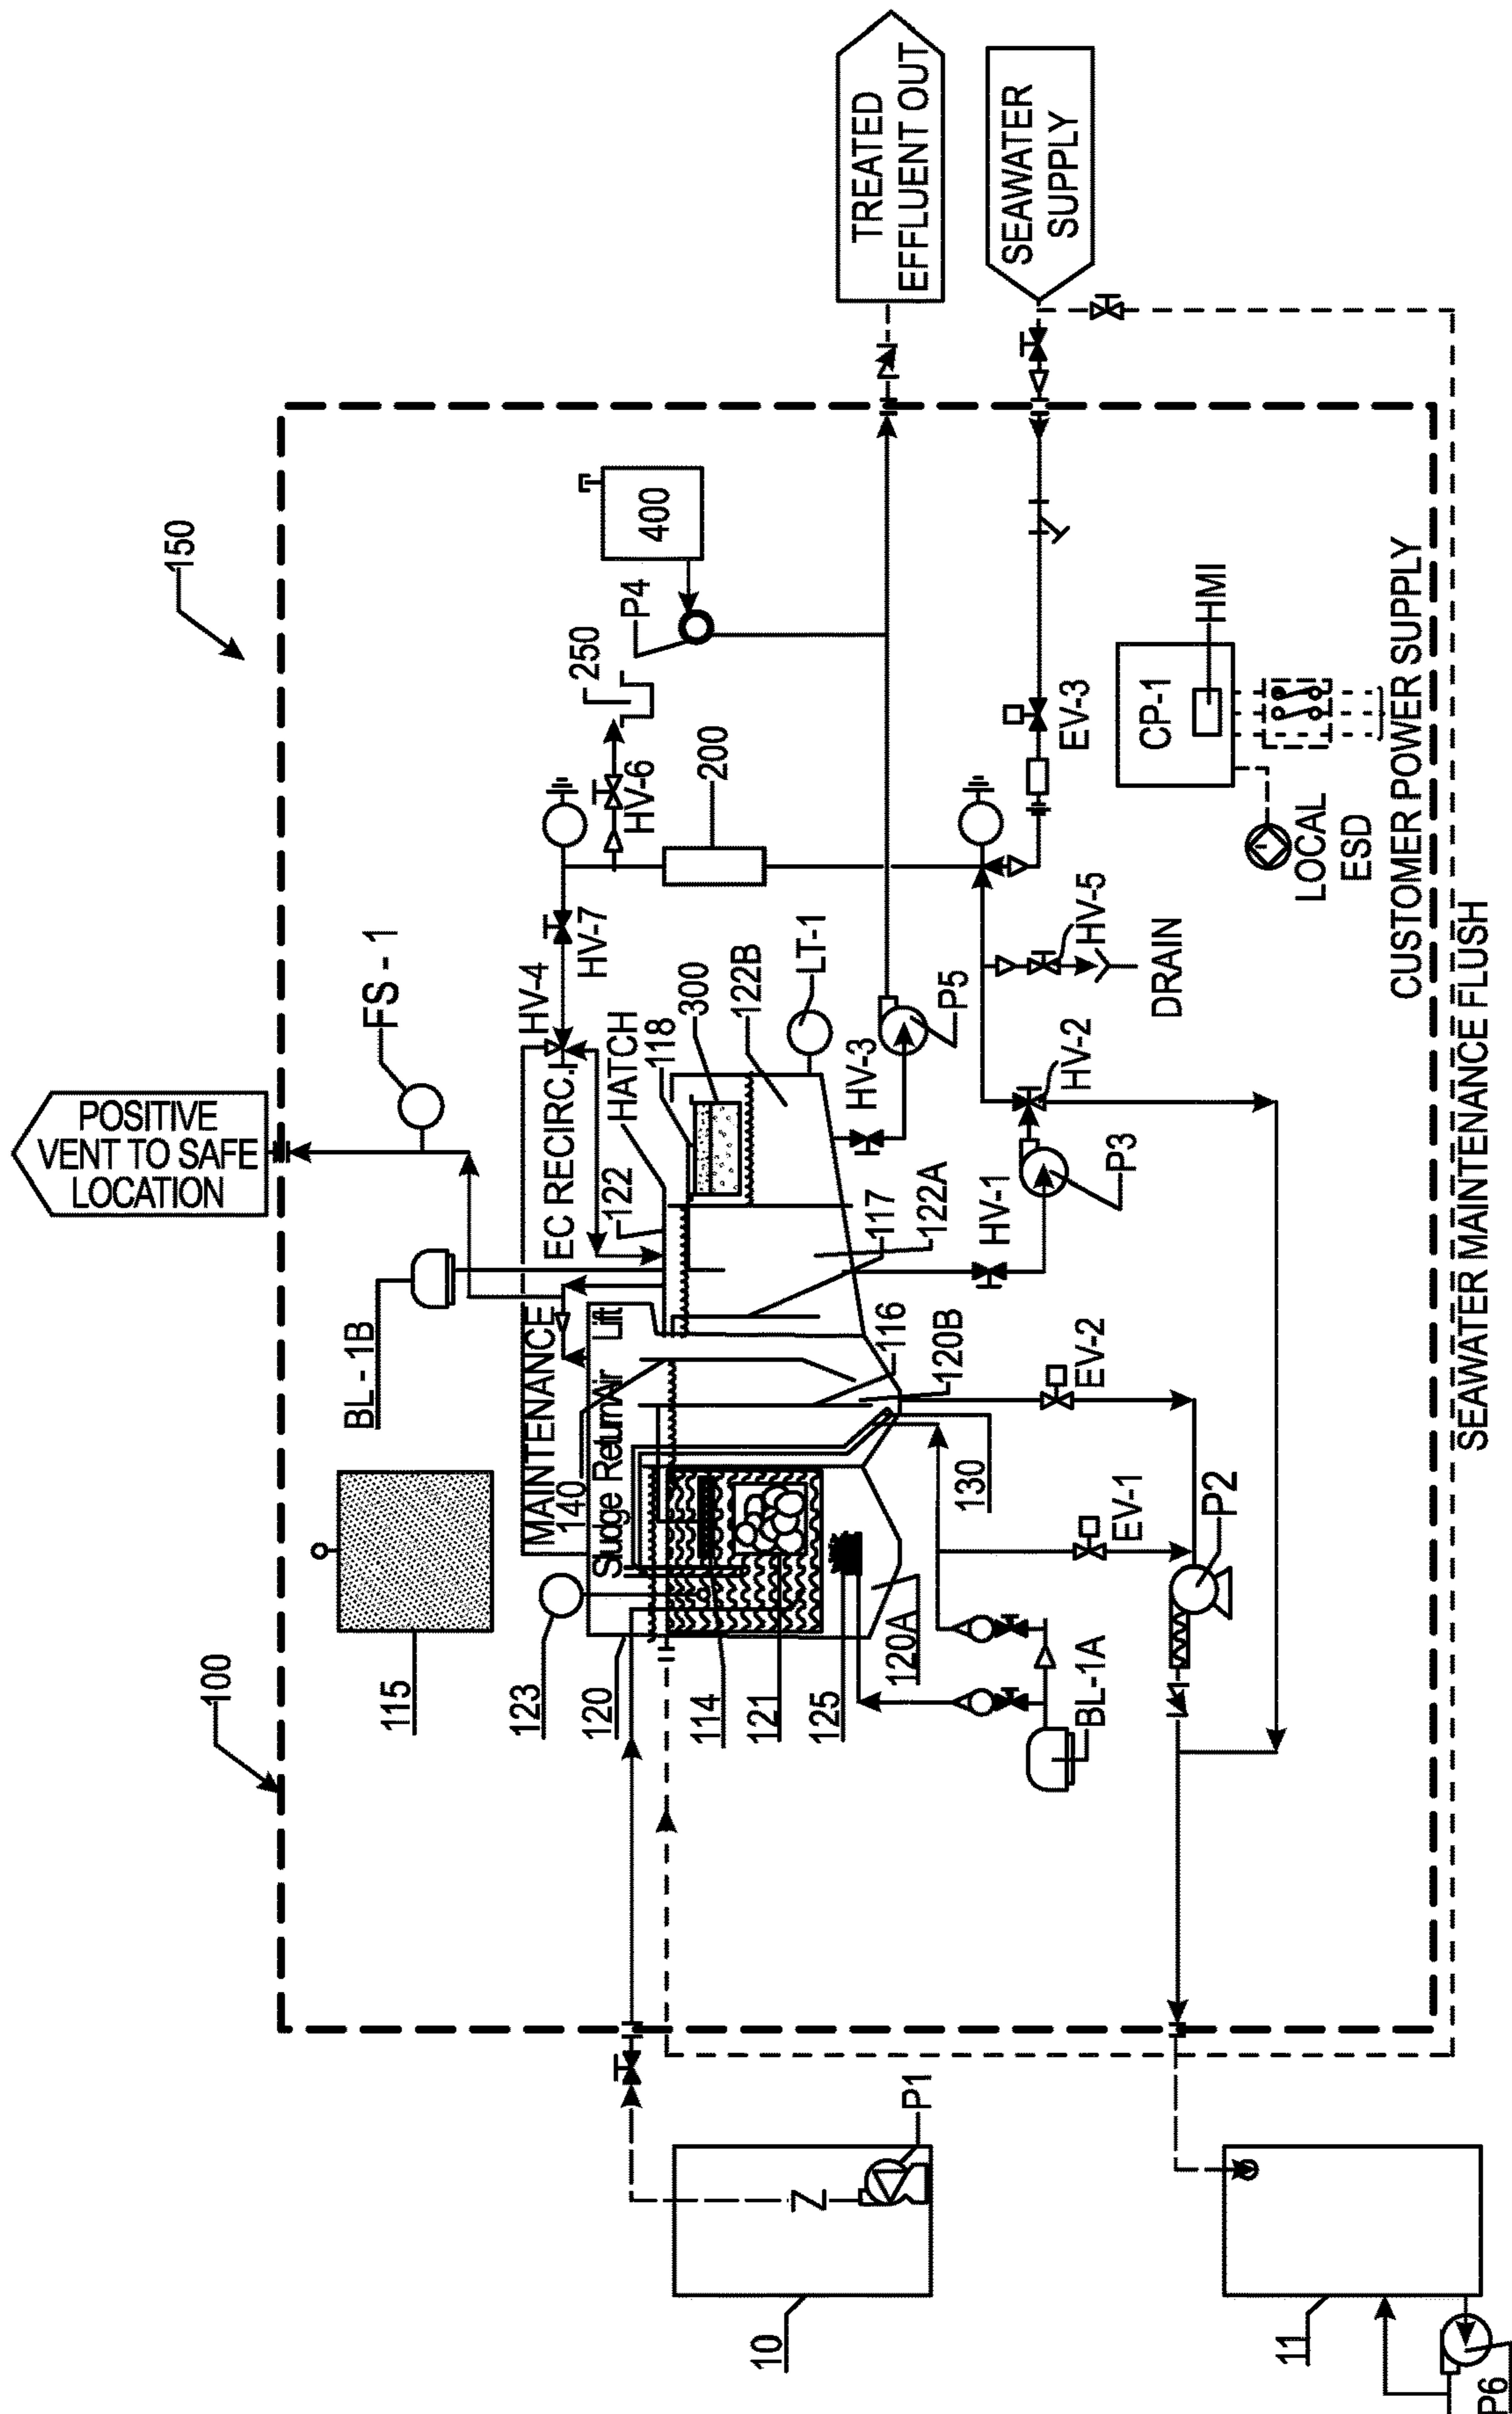 150
100
POSITIVE
VENT TO SAFE
LOCATION
FS - 1
TREATED
EFFLUENT OUT
SEAWATER
SUPPLY
115
BL - 1B
400
P4
250
200
HV-6
HV-7
HV-4
EC RECIRC.
HATCH
118
300
122B
LT-1
122
MAINTENANCE
Sludge Return Air Lift
140
123
120
114
121
125
120A
130
120B
116
117
122A
HV-3
P5
HV-1
P3
HV-2
HV-5
DRAIN
EV-3
EV-2
EV-1
P2
BL-1A
CP-1
HMI
LOCAL
ESD
CUSTOMER POWER SUPPLY
SEAWATER MAINTENANCE FLUSH
10
P1
11
P6